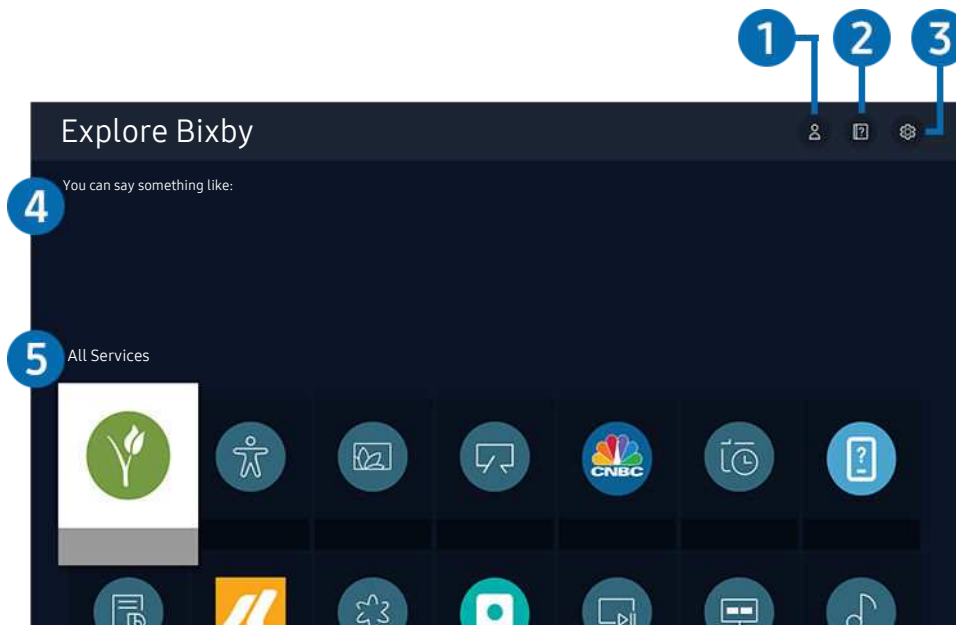 1 2 3
Explore Bixby
?
4
You can say something like:
5
All Services
CNBC
?